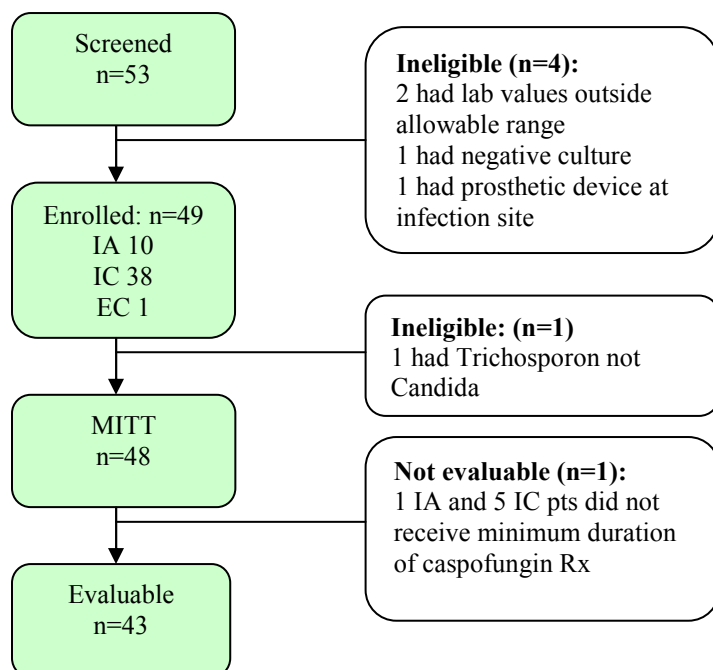 Screened
n=53
Ineligible (n=4):
2 had lab values outside
allowable range
1 had negative culture
1 had prosthetic device at
infection site
Enrolled: n=49
IA 10
IC 38
EC 1
Ineligible: (n=1)
1 had Trichosporon not
Candida
MITT
n=48
Not evaluable (n=1):
1 IA and 5 IC pts did not
receive minimum duration
of caspofungin Rx
Evaluable
n=43